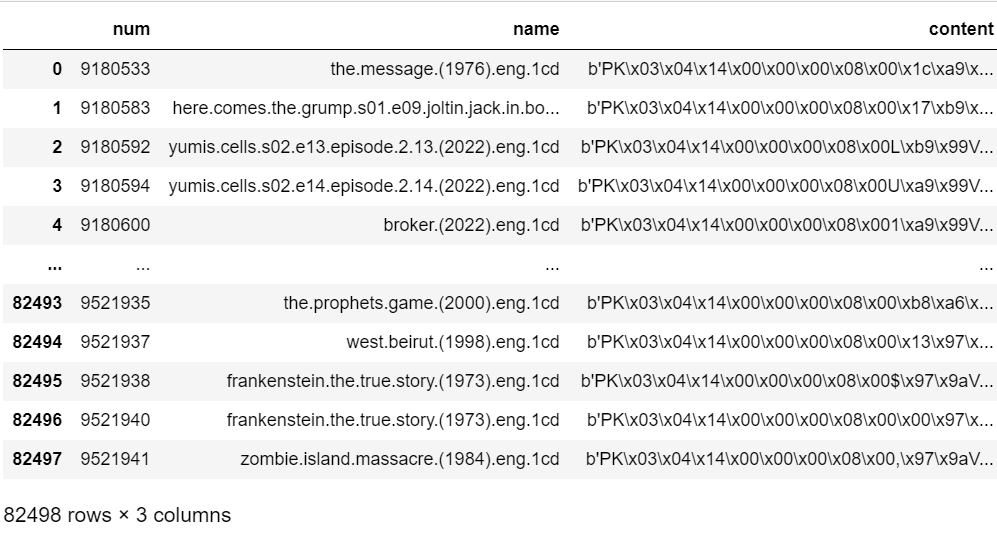 num name content
0 9180533 the.message.(1976).eng.1cd b'PK\x03\x04\x14\x00\x00\x00\x08\x00\x1c\xa9\x...
1 9180583 here.comes.the.grump.s01.e09.joltin.jack.in.bo... b'PK\x03\x04\x14\x00\x00\x00\x08\x00\x17\xb9\x...
2 9180592 yumis.cells.s02.e13.episode.2.13.(2022).eng.1cd b'PK\x03\x04\x14\x00\x00\x00\x08\x00L\xb9\x99V...
3 9180594 yumis.cells.s02.e14.episode.2.14.(2022).eng.1cd b'PK\x03\x04\x14\x00\x00\x00\x08\x00U\xa9\x99V...
4 9180600 broker.(2022).eng.1cd b'PK\x03\x04\x14\x00\x00\x00\x08\x001\xa9\x99V...
... ... ... ...
82493 9521935 the.prophets.game.(2000).eng.1cd b'PK\x03\x04\x14\x00\x00\x00\x08\x00\xb8\xa6\x...
82494 9521937 west.beirut.(1998).eng.1cd b'PK\x03\x04\x14\x00\x00\x00\x08\x00\x13\x97\x...
82495 9521938 frankenstein.the.true.story.(1973).eng.1cd b'PK\x03\x04\x14\x00\x00\x00\x08\x00$\x97\x9aV...
82496 9521940 frankenstein.the.true.story.(1973).eng.1cd b'PK\x03\x04\x14\x00\x00\x00\x08\x00\x00\x97\x...
82497 9521941 zombie.island.massacre.(1984).eng.1cd b'PK\x03\x04\x14\x00\x00\x00\x08\x00,\x97\x9aV...
82498 rows × 3 columns